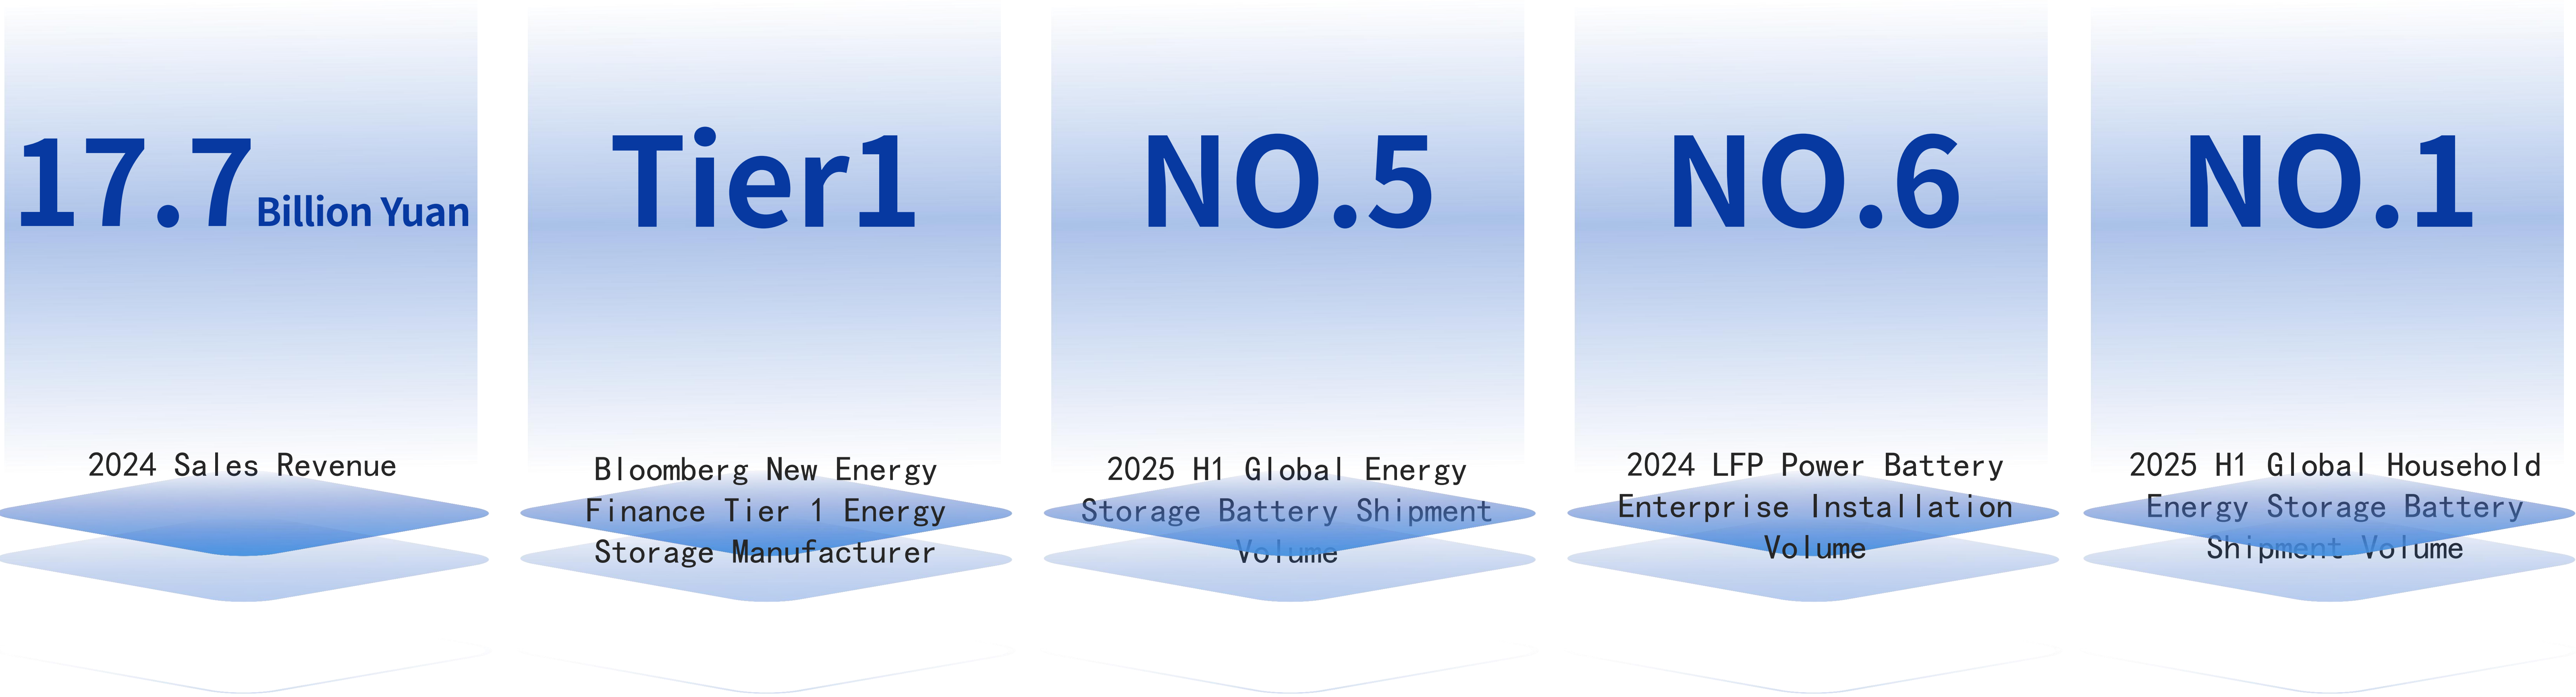 17.7 Billion Yuan
2024 Sales Revenue
Tier1
Bloomberg New Energy
Finance Tier 1 Energy
Storage Manufacturer
NO.5
2025 H1 Global Energy
Storage Battery Shipment
Volume
NO.6
2024 LFP Power Battery
Enterprise Installation
Volume
NO.1
2025 H1 Global Household
Energy Storage Battery
Shipment Volume